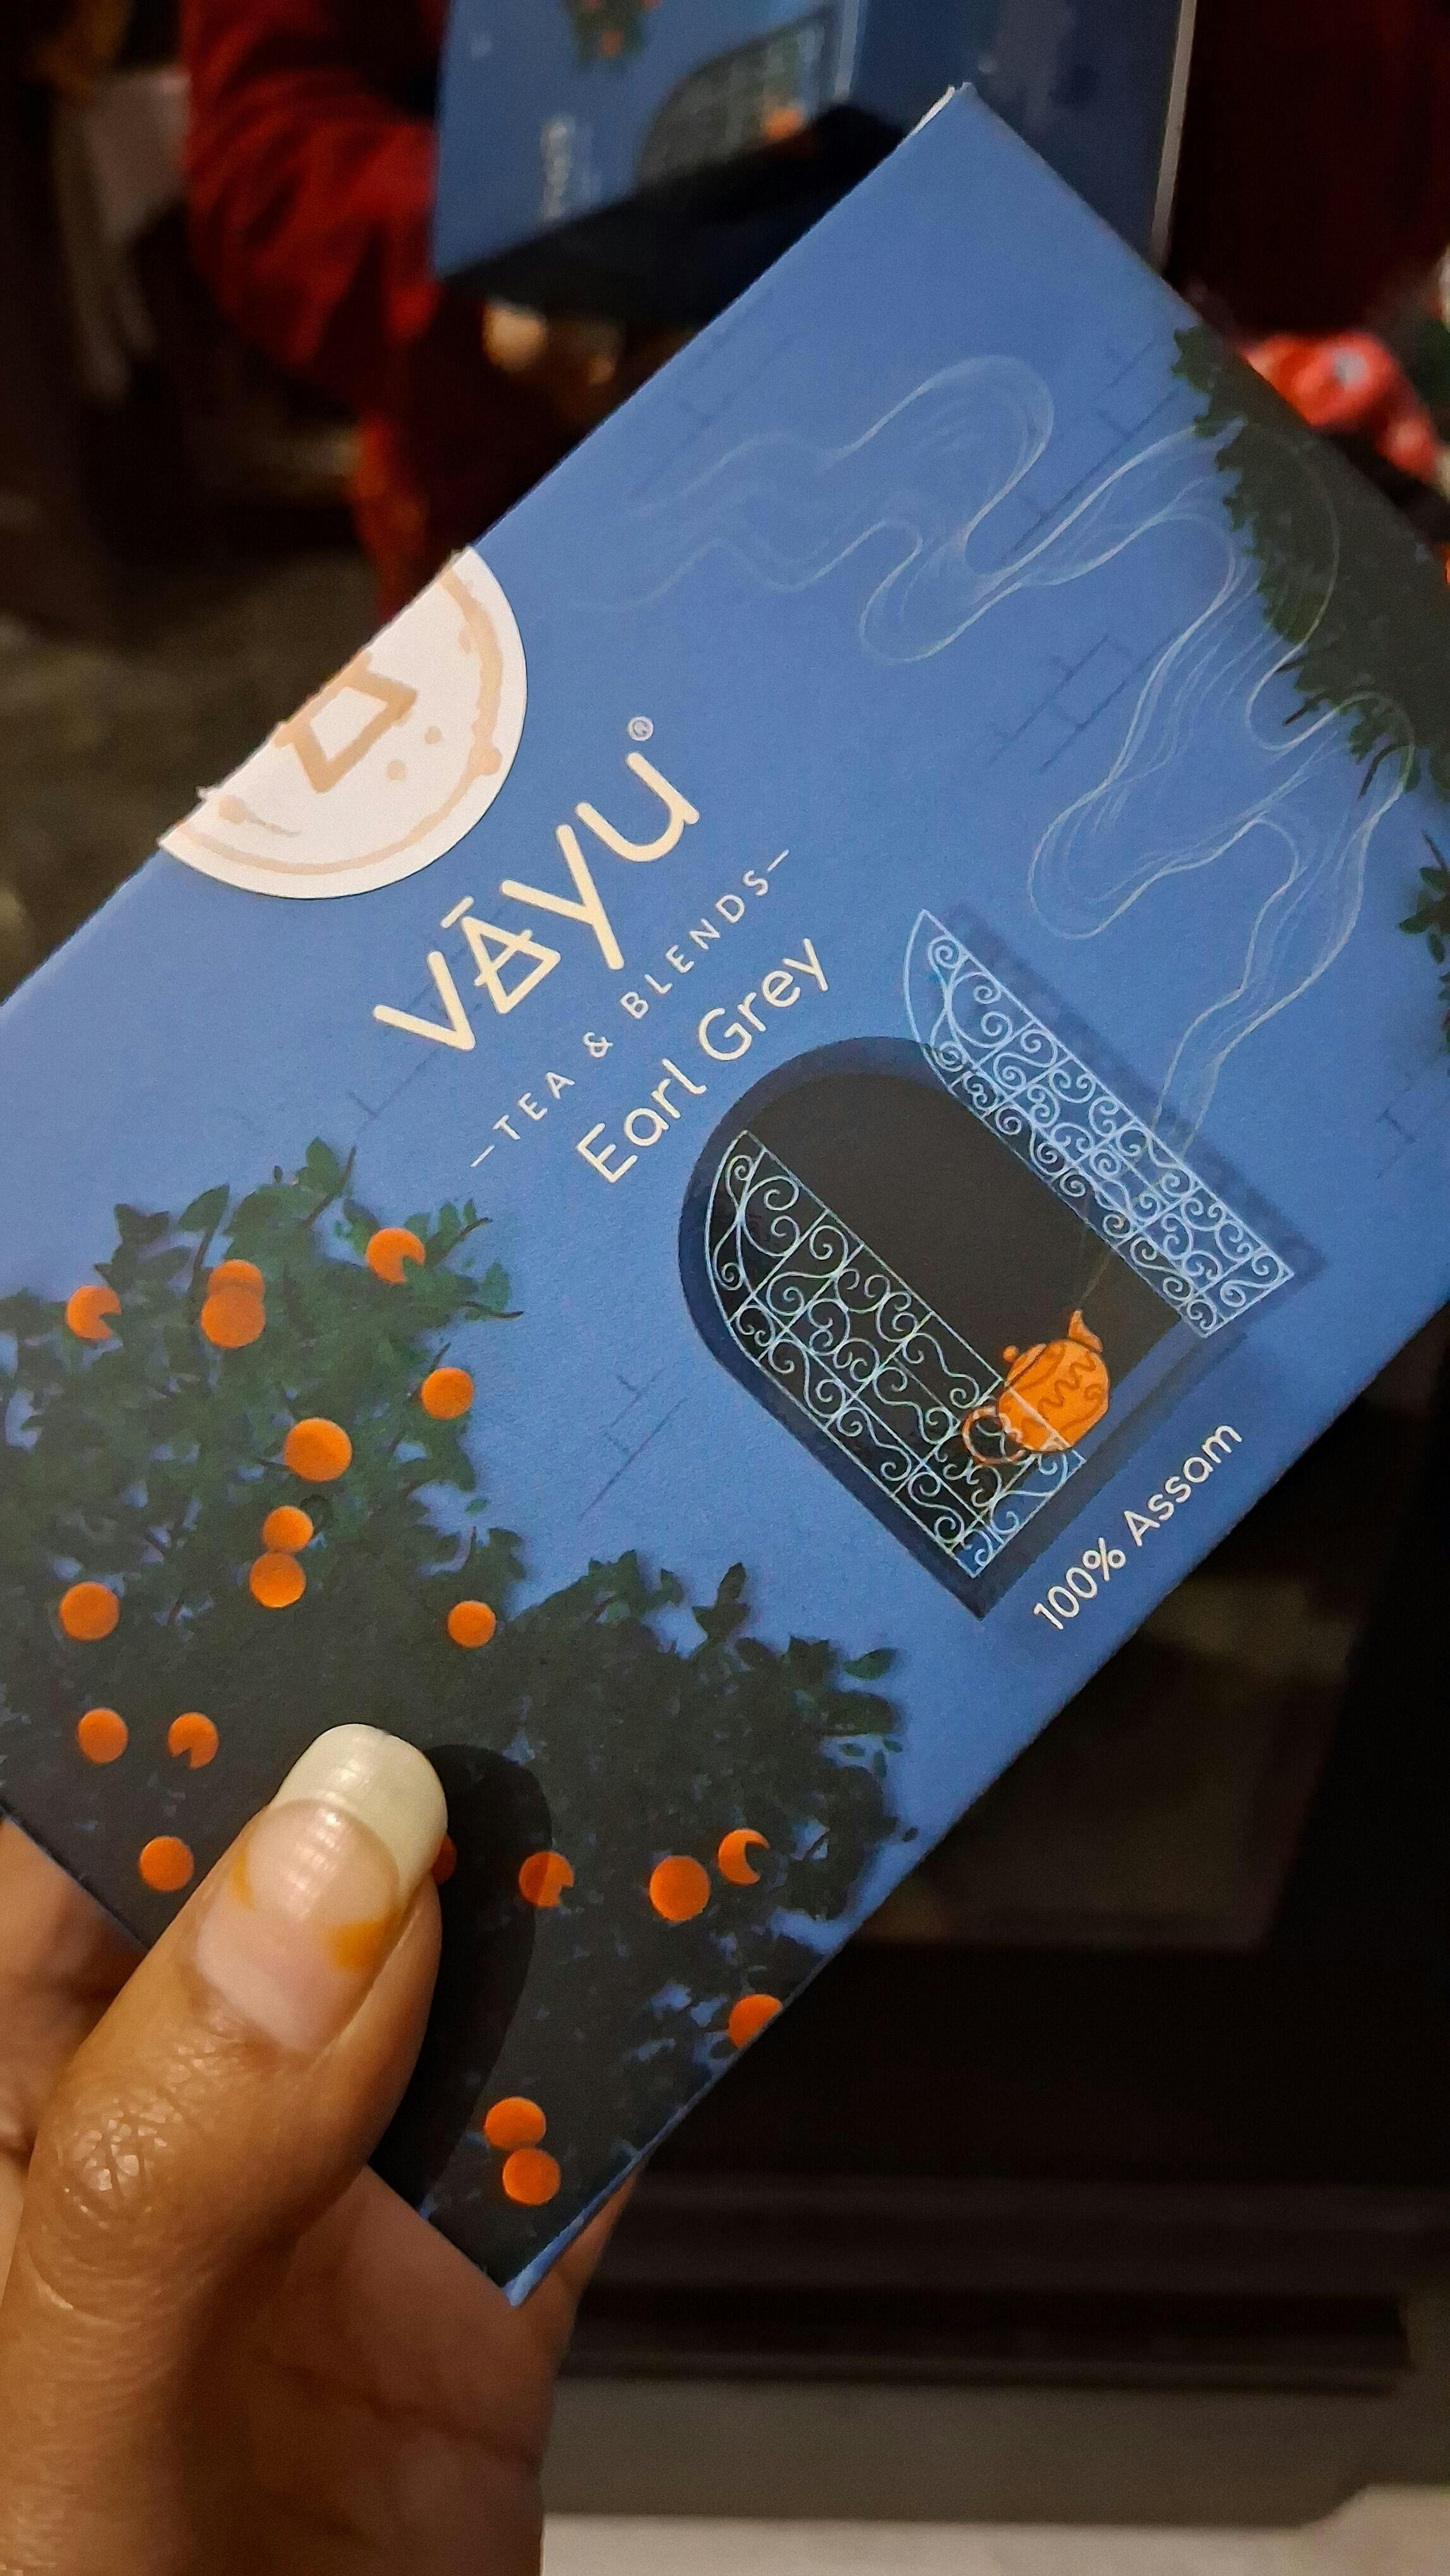 vāyu®
—TEA & BLENDS—
Earl Grey
100% Assam